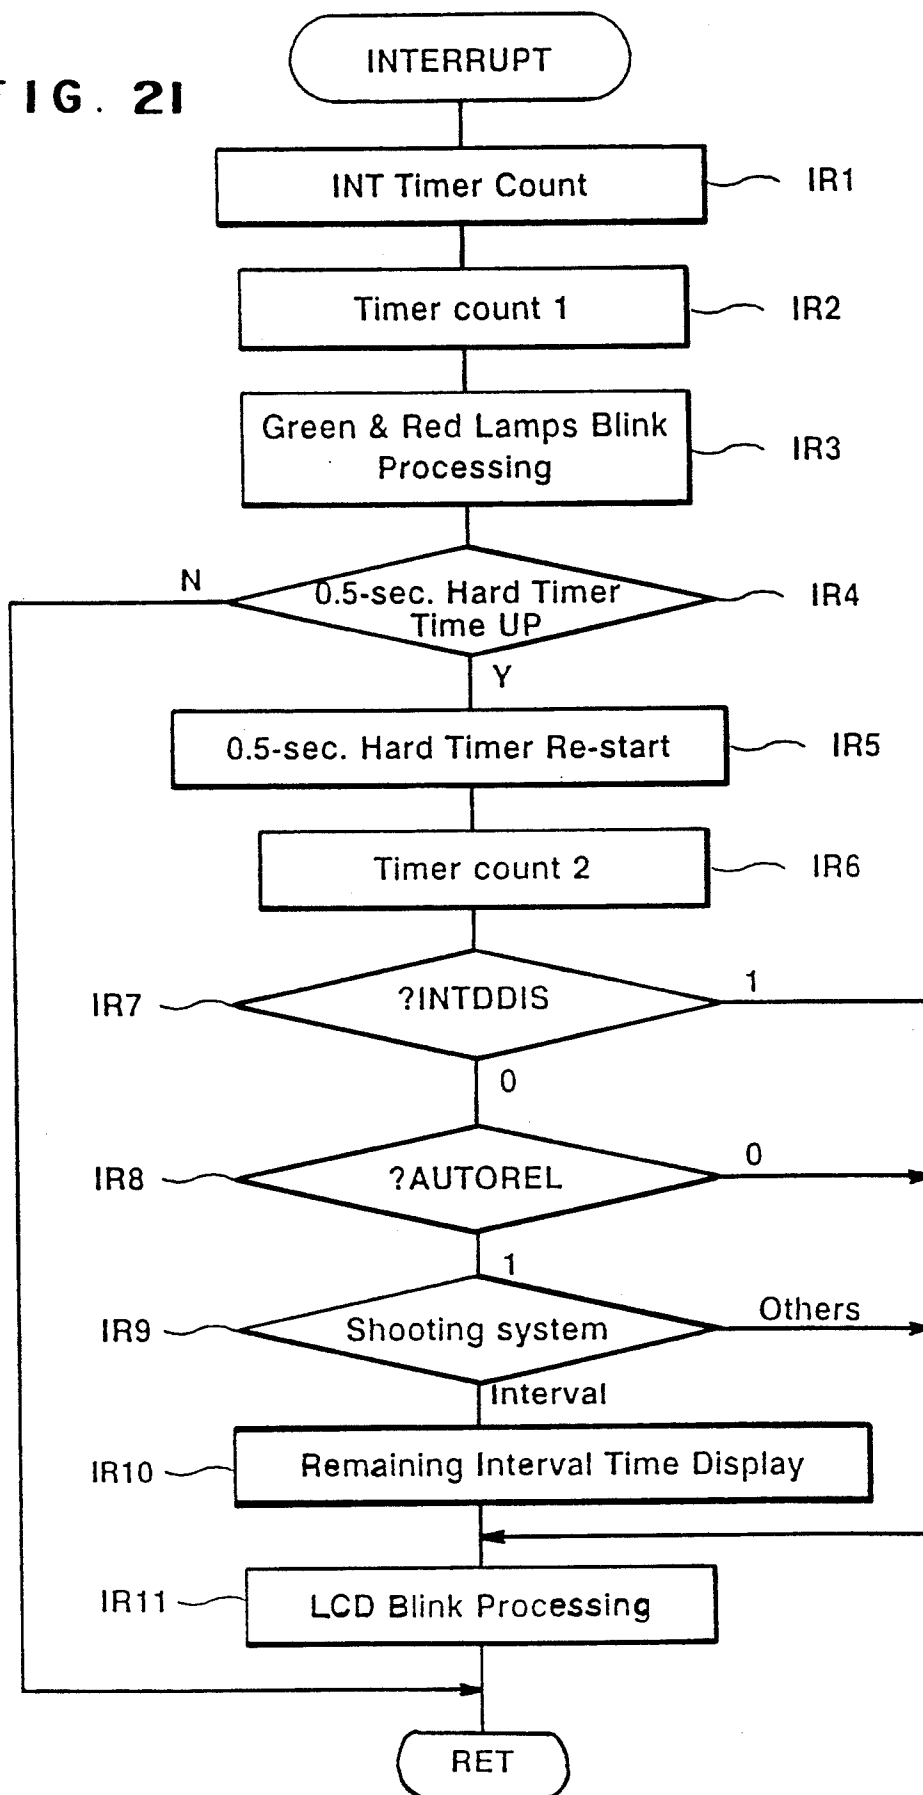 FIG. 21
INTERRUPT
INT Timer Count
IR1
Timer count 1
IR2
Green & Red Lamps Blink
Processing
IR3
N
0.5-sec. Hard Timer
Time UP
IR4
Y
0.5-sec. Hard Timer Re-start
IR5
Timer count 2
IR6
IR7
?INTDDIS
1
0
IR8
?AUTOREL
0
1
IR9
Shooting system
Others
Interval
IR10
Remaining Interval Time Display
IR11
LCD Blink Processing
RET